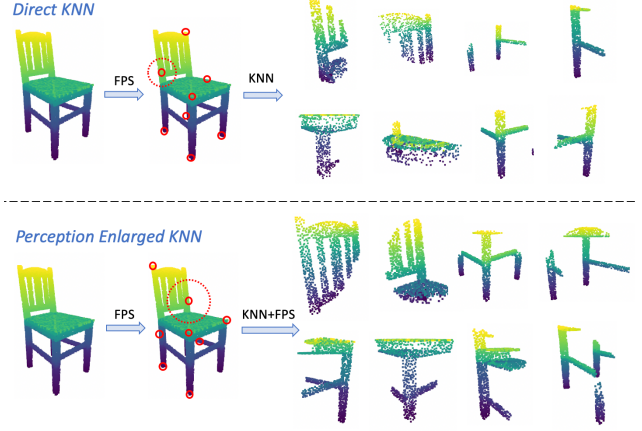 Direct KNN
FPS
KNN
Perception Enlarged KNN
FPS
KNN+FPS